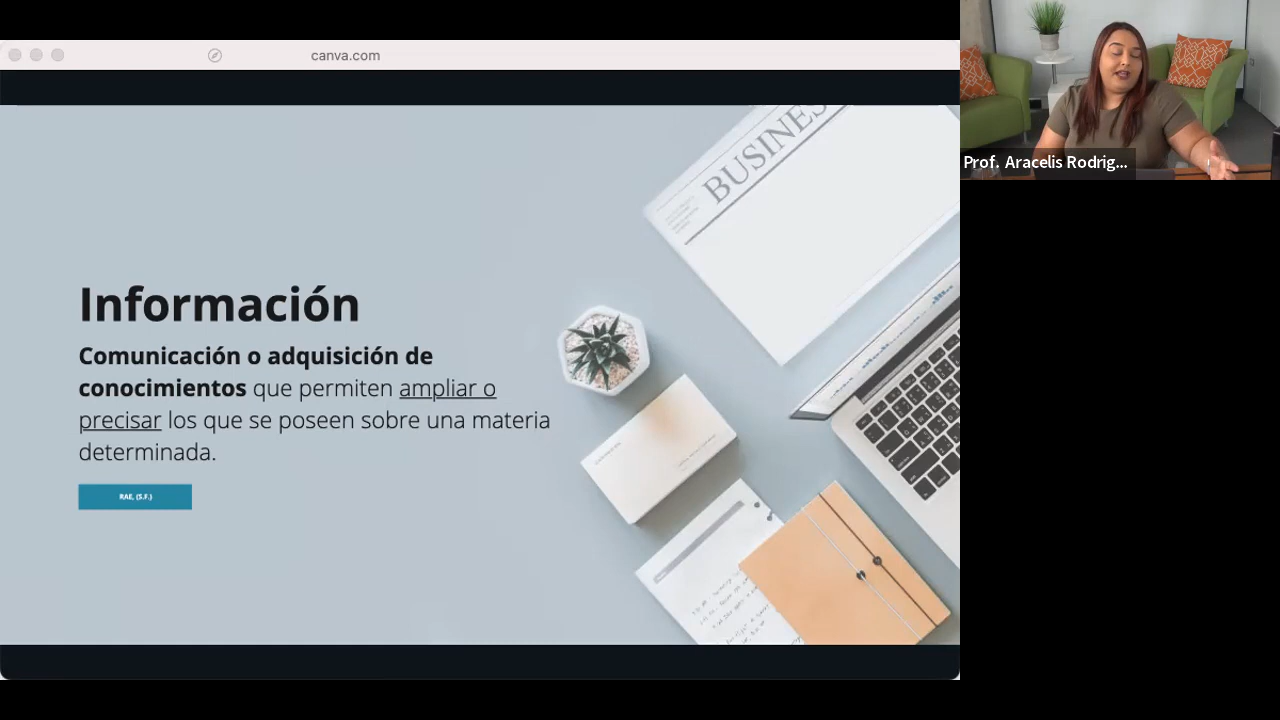 canva.com
BUSINES
Información
Comunicación o adquisición de
conocimientos que permiten ampliar o
precisar los que se poseen sobre una materia
determinada.
RAE, (S.F.)
Prof. Aracelis Rodrig...